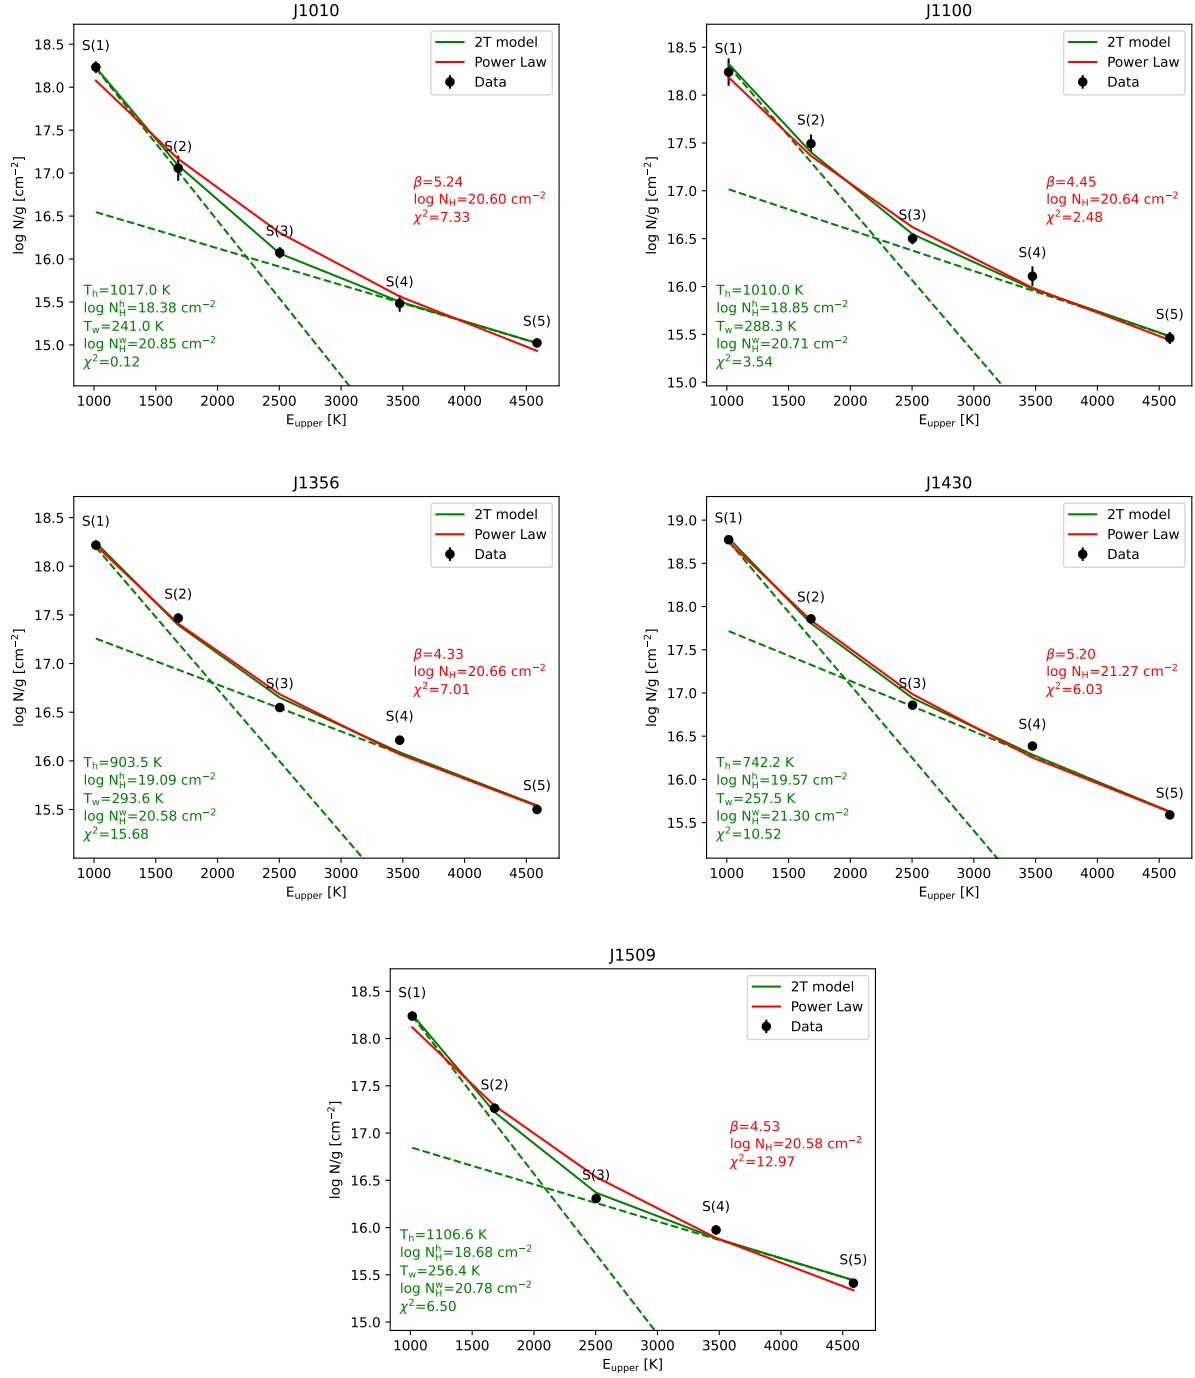 J1010
18.5
18.0
17.5
17.0
16.5
16.0
15.5
15.0
log N/g [cm⁻²]
S(1)
S(2)
S(3)
S(4)
S(5)
2T model
Power Law
Data
β=5.24
log N_H=20.60 cm⁻²
χ²=7.33
T_h=1017.0 K
log N_H^h=18.38 cm⁻²
T_w=241.0 K
log N_H^w=20.85 cm⁻²
χ²=0.12
1000 1500 2000 2500 3000 3500 4000 4500
E_upper [K]
J1100
18.5
18.0
17.5
17.0
16.5
16.0
15.5
15.0
log N/g [cm⁻²]
S(1)
S(2)
S(3)
S(4)
S(5)
2T model
Power Law
Data
β=4.45
log N_H=20.64 cm⁻²
χ²=2.48
T_h=1010.0 K
log N_H^h=18.85 cm⁻²
T_w=288.3 K
log N_H^w=20.71 cm⁻²
χ²=3.54
1000 1500 2000 2500 3000 3500 4000 4500
E_upper [K]
J1356
18.5
18.0
17.5
17.0
16.5
16.0
15.5
log N/g [cm⁻²]
S(1)
S(2)
S(3)
S(4)
S(5)
2T model
Power Law
Data
β=4.33
log N_H=20.66 cm⁻²
χ²=7.01
T_h=903.5 K
log N_H^h=19.09 cm⁻²
T_w=293.6 K
log N_H^w=20.58 cm⁻²
χ²=15.68
1000 1500 2000 2500 3000 3500 4000 4500
E_upper [K]
J1430
19.0
18.5
18.0
17.5
17.0
16.5
16.0
15.5
log N/g [cm⁻²]
S(1)
S(2)
S(3)
S(4)
S(5)
2T model
Power Law
Data
β=5.20
log N_H=21.27 cm⁻²
χ²=6.03
T_h=742.2 K
log N_H^h=19.57 cm⁻²
T_w=257.5 K
log N_H^w=21.30 cm⁻²
χ²=10.52
1000 1500 2000 2500 3000 3500 4000 4500
E_upper [K]
J1509
18.5
18.0
17.5
17.0
16.5
16.0
15.5
15.0
log N/g [cm⁻²]
S(1)
S(2)
S(3)
S(4)
S(5)
2T model
Power Law
Data
β=4.53
log N_H=20.58 cm⁻²
χ²=12.97
T_h=1106.6 K
log N_H^h=18.68 cm⁻²
T_w=256.4 K
log N_H^w=20.78 cm⁻²
χ²=6.50
1000 1500 2000 2500 3000 3500 4000 4500
E_upper [K]